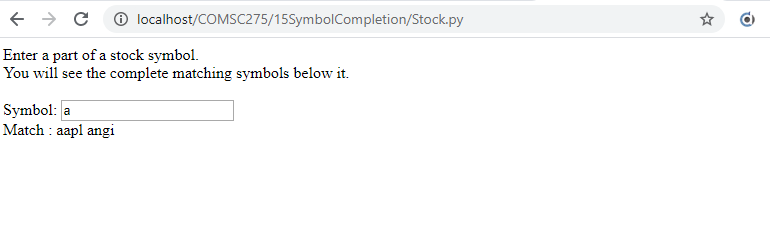 localhost/COMSC275/15SymbolCompletion/Stock.py
Enter a part of a stock symbol.
You will see the complete matching symbols below it.
Symbol: a
Match : aapl angi